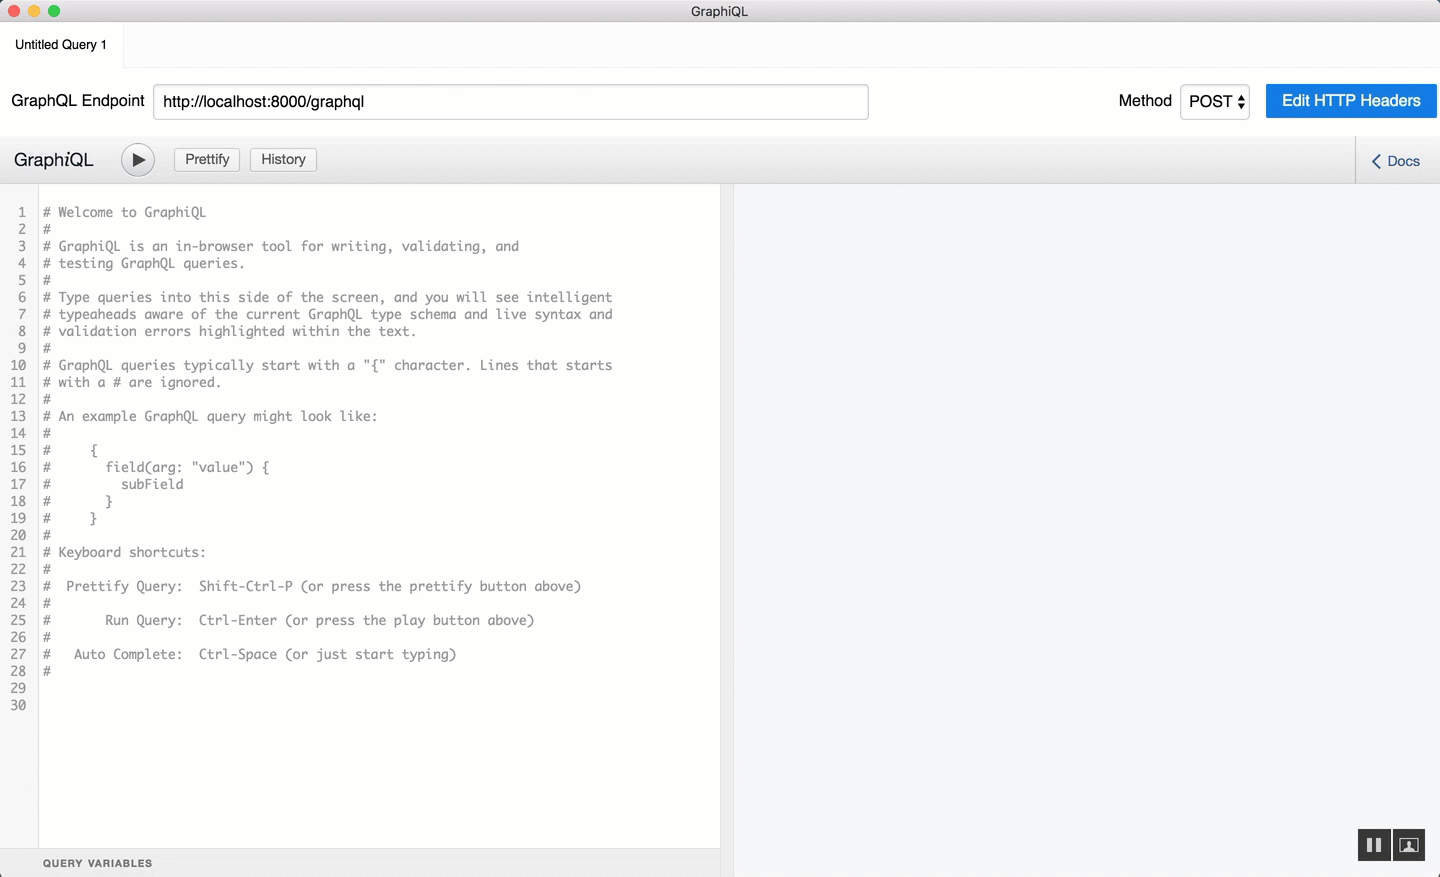 GraphiQL
Untitled Query 1
GraphQL Endpoint http://localhost:8000/graphql Method POST Edit HTTP Headers
GraphiQL Prettify History Docs
1 # Welcome to GraphiQL
2 #
3 # GraphiQL is an in-browser tool for writing, validating, and
4 # testing GraphQL queries.
5 #
6 # Type queries into this side of the screen, and you will see intelligent
7 # typeaheads aware of the current GraphQL type schema and live syntax and
8 # validation errors highlighted within the text.
9 #
10 # GraphQL queries typically start with a "{" character. Lines that starts
11 # with a # are ignored.
12 #
13 # An example GraphQL query might look like:
14 #
15 #     {
16 #       field(arg: "value") {
17 #         subField
18 #       }
19 #     }
20 #
21 # Keyboard shortcuts:
22 #
23 #  Prettify Query:  Shift-Ctrl-P (or press the prettify button above)
24 #
25 #       Run Query:  Ctrl-Enter (or press the play button above)
26 #
27 #   Auto Complete:  Ctrl-Space (or just start typing)
28 #
29
30
QUERY VARIABLES